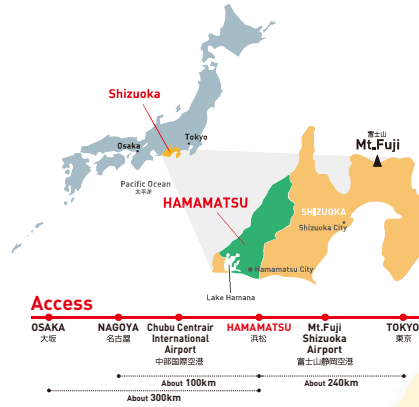 Shizuoka
Osaka
Tokyo
富士山
Mt.Fuji
Pacific Ocean
太平洋
HAMAMATSU
SHIZUOKA
Shizuoka City
Hamamatsu City
Lake Hamana
Access
OSAKA
大坂
NAGOYA
名古屋
Chubu Centrair
International
Airport
中部国際空港
HAMAMATSU
浜松
Mt.Fuji
Shizuoka
Airport
富士山静岡空港
TOKYO
東京
About 100km
About 240km
About 300km